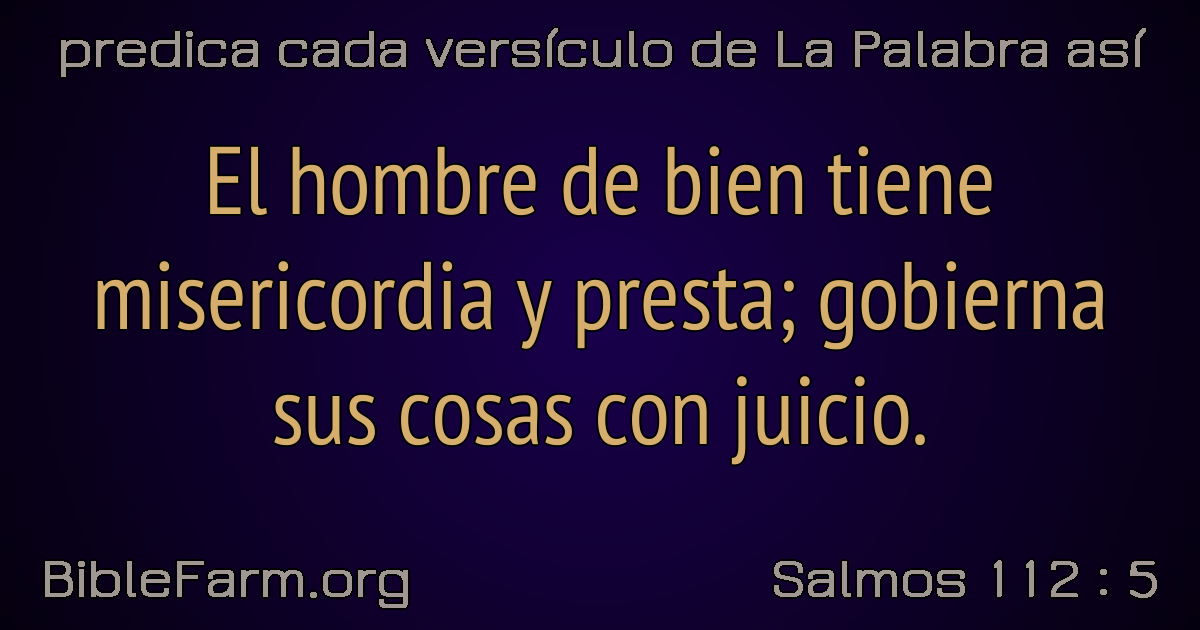 predica cada versículo de La Palabra así
El hombre de bien tiene
misericordia y presta; gobierna
sus cosas con juicio.
BibleFarm.org
Salmos 112 : 5